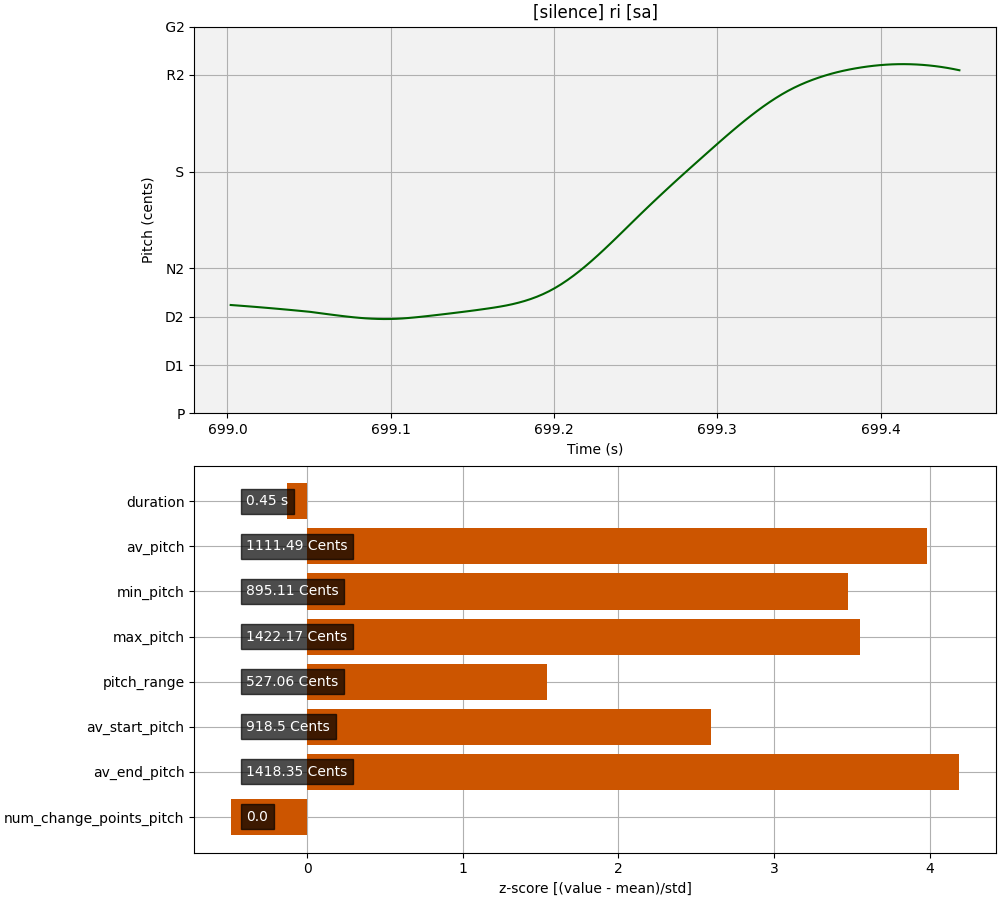 [silence] ri [sa]
G2
R2
S
N2
D2
D1
P
Pitch (cents)
699.0 699.1 699.2 699.3 699.4
Time (s)
duration 0.45 s
av_pitch 1111.49 Cents
min_pitch 895.11 Cents
max_pitch 1422.17 Cents
pitch_range 527.06 Cents
av_start_pitch 918.5 Cents
av_end_pitch 1418.35 Cents
num_change_points_pitch 0.0
0 1 2 3 4
z-score [(value - mean)/std]